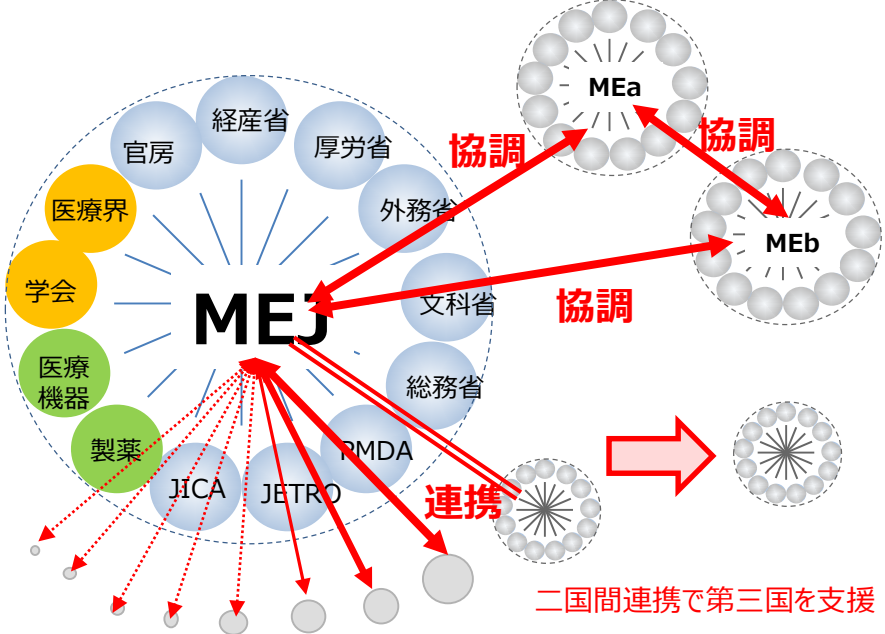 経産省
官房
厚労省
医療界
外務省
学会
文科省
医療
機器
総務省
製薬
PMDA
JICA
JETRO
MEJ
MEa
MEb
協調
協調
協調
連携
二国間連携で第三国を支援